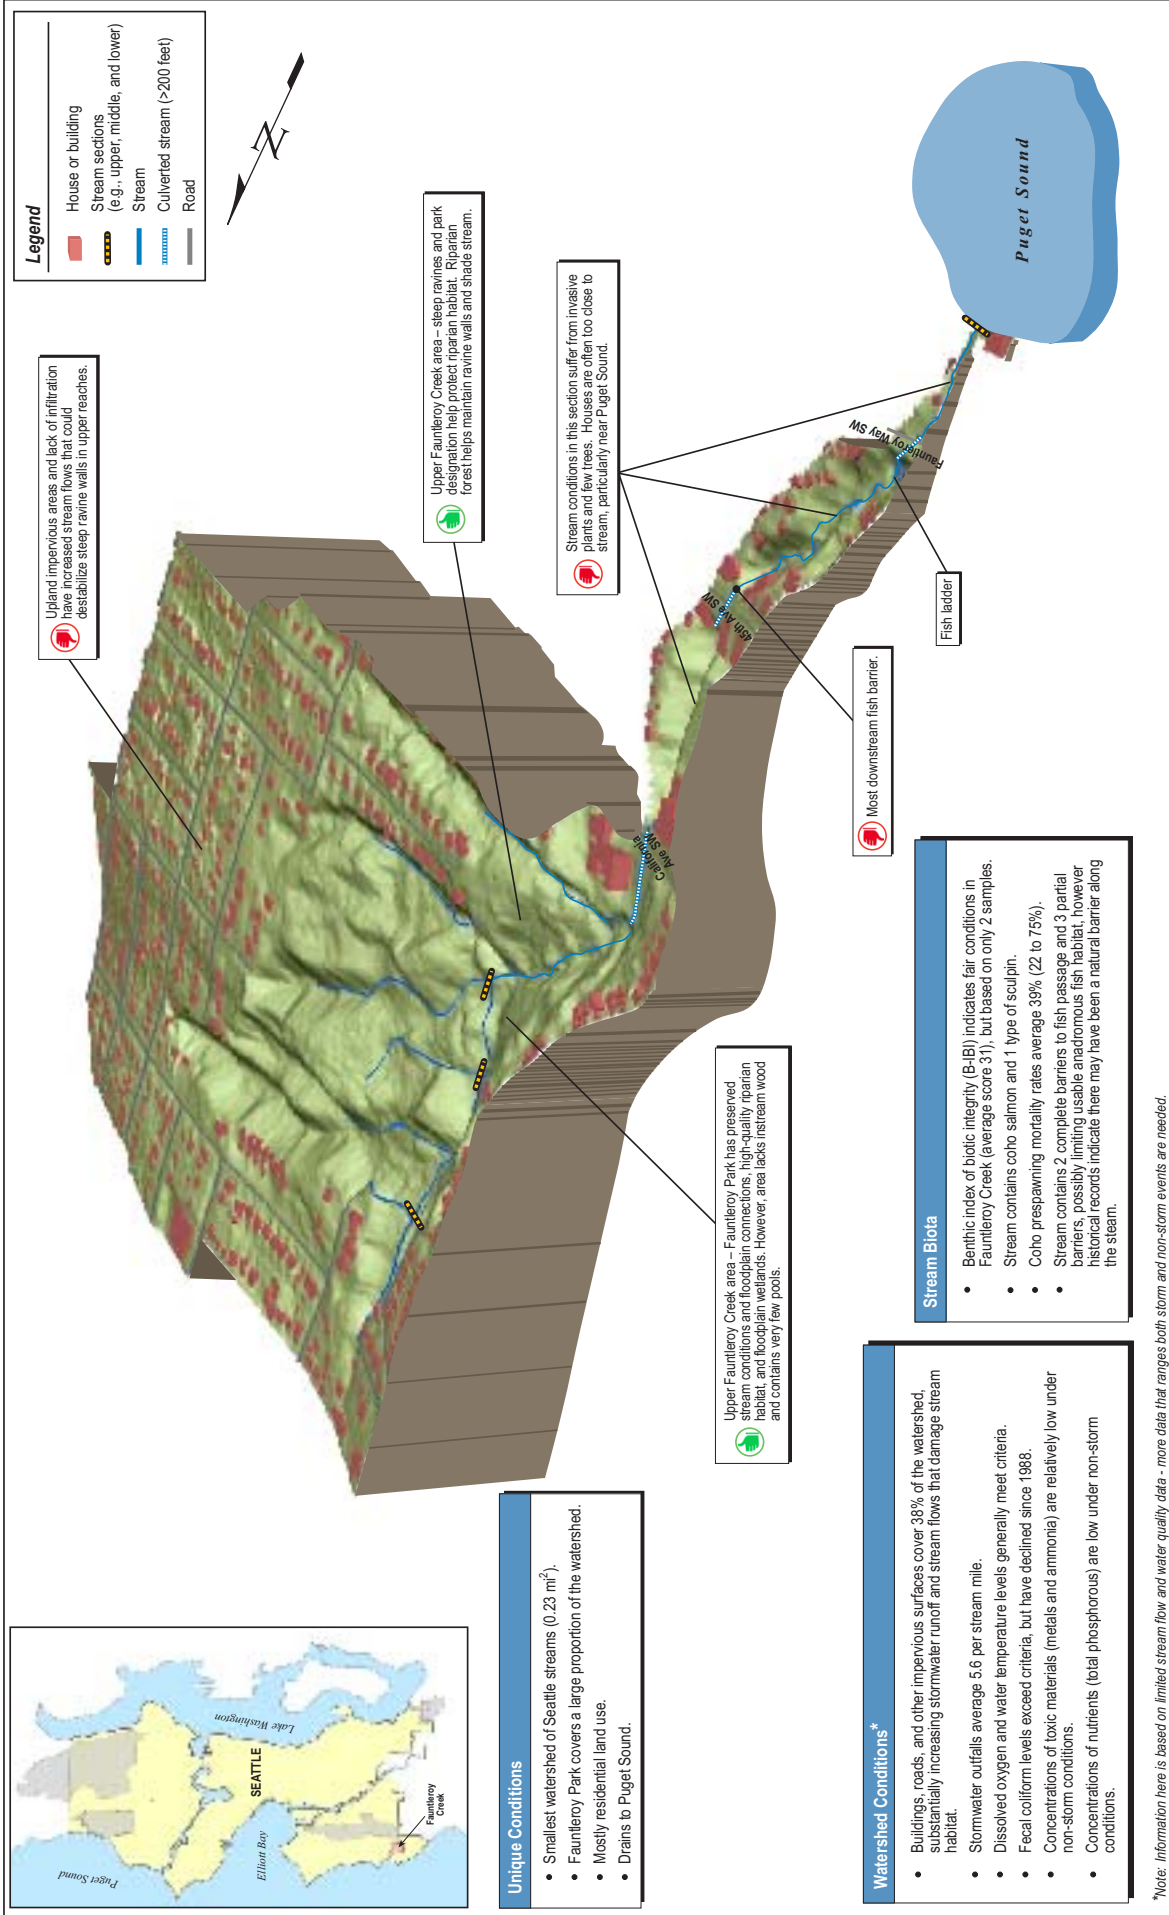 Puget Sound
Lake Washington
SEATTLE
Elliott Bay
Fauntleroy
Creek
Upland impervious areas and lack of infiltration
have increased stream flows that could
destabilize steep ravine walls in upper reaches.
Legend
House or building
Stream sections
(e.g., upper, middle, and lower)
Stream
Culverted stream (>200 feet)
Road
N
Upper Fauntleroy Creek area – steep ravines and park
designation help protect riparian habitat. Riparian
forest helps maintain ravine walls and shade stream.
Stream conditions in this section suffer from invasive
plants and few trees. Houses are often too close to
stream, particularly near Puget Sound.
California
Ave SW
45th Ave SW
Fauntleroy Way SW
Puget Sound
Fish ladder
Most downstream fish barrier.
Upper Fauntleroy Creek area – Fauntleroy Park has preserved
stream conditions and floodplain connections, high-quality riparian
habitat, and floodplain wetlands. However, area lacks instream wood
and contains very few pools.
Unique Conditions
• Smallest watershed of Seattle streams (0.23 mi²).
• Fauntleroy Park covers a large proportion of the watershed.
• Mostly residential land use.
• Drains to Puget Sound.
Watershed Conditions*
• Buildings, roads, and other impervious surfaces cover 38% of the watershed,
substantially increasing stormwater runoff and stream flows that damage stream
habitat.
• Stormwater outfalls average 5.6 per stream mile.
• Dissolved oxygen and water temperature levels generally meet criteria.
• Fecal coliform levels exceed criteria, but have declined since 1988.
• Concentrations of toxic materials (metals and ammonia) are relatively low under
non-storm conditions.
• Concentrations of nutrients (total phosphorous) are low under non-storm
conditions.
Stream Biota
• Benthic index of biotic integrity (B-IBI) indicates fair conditions in
Fauntleroy Creek (average score 31), but based on only 2 samples.
• Stream contains coho salmon and 1 type of sculpin.
• Coho prespawning mortality rates average 39% (22 to 75%).
• Stream contains 2 complete barriers to fish passage and 3 partial
barriers, possibly limiting usable anadromous fish habitat, however
historical records indicate there may have been a natural barrier along
the steam.
*Note: Information here is based on limited stream flow and water quality data - more data that ranges both storm and non-storm events are needed.